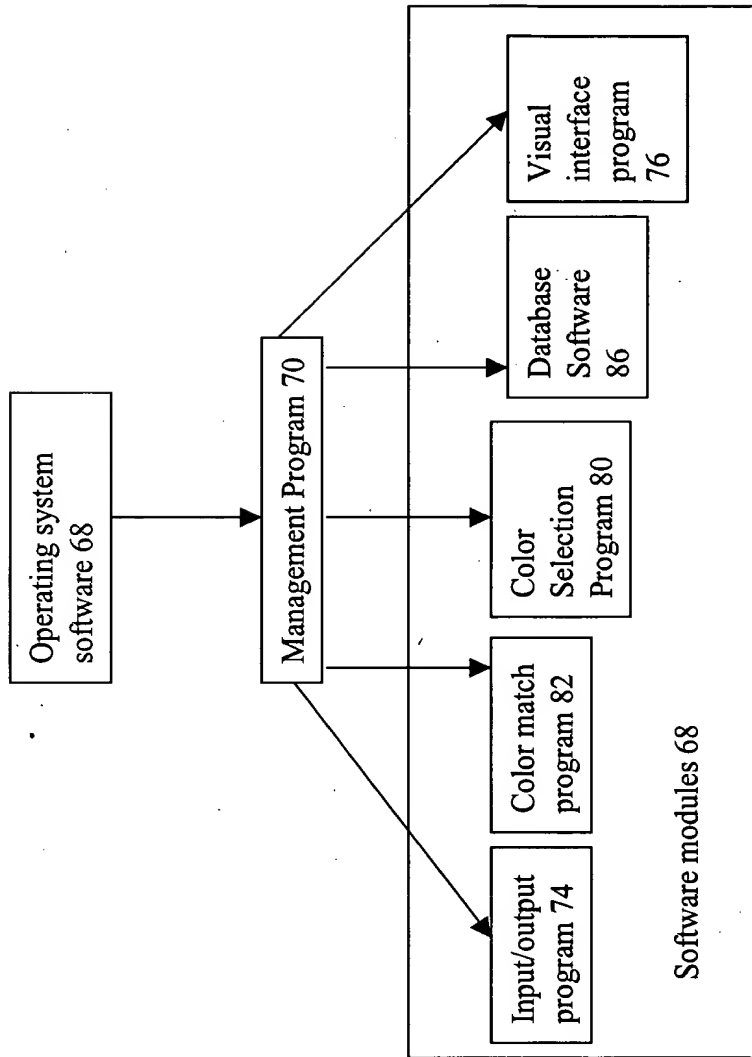 Operating system
software 68
Management Program 70
Input/output
program 74
Color match
program 82
Color
Selection
Program 80
Database
Software
86
Visual
interface
program
76
Software modules 68